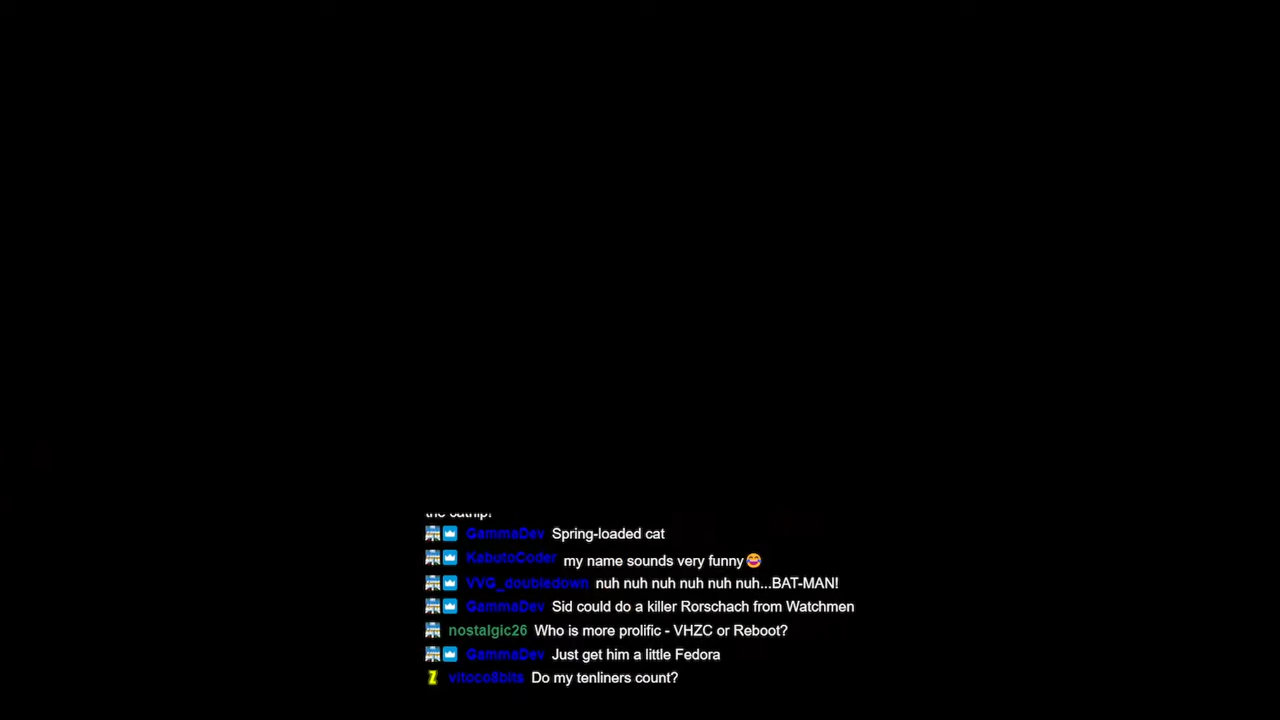 the catnip!
GammaDev Spring-loaded cat
KabutoCoder my name sounds very funny😂
VVG_doubledown nuh nuh nuh nuh nuh nuh...BAT-MAN!
GammaDev Sid could do a killer Rorschach from Watchmen
nostalgic26 Who is more prolific - VHZC or Reboot?
GammaDev Just get him a little Fedora
vitoco8bits Do my tenliners count?